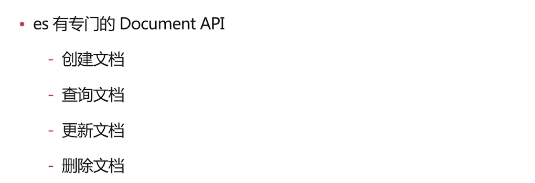 • es 有专门的 Document API
- 创建文档
- 查询文档
- 更新文档
- 删除文档